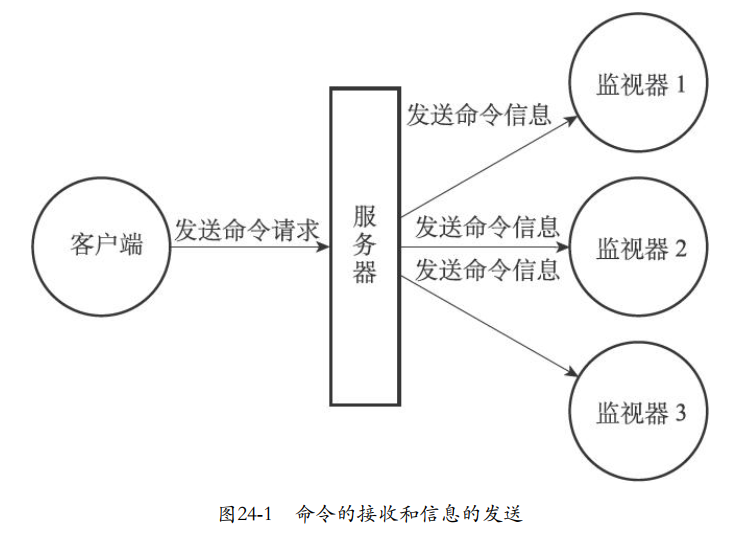 监视器 1
发送命令信息
客户端
发送命令请求
服务器
发送命令信息
监视器 2
发送命令信息
监视器 3
图24-1 命令的接收和信息的发送